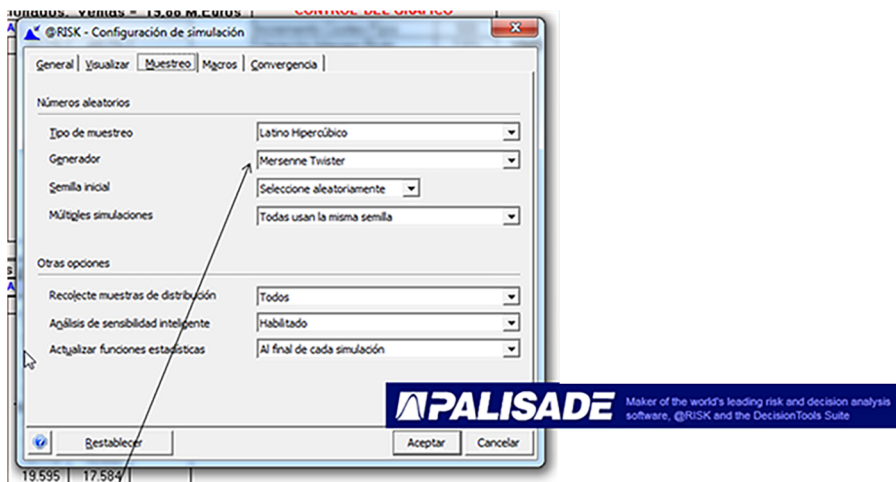 cionados. Ventas = 19,88 M.Euros
CONTROL DEL GRÁFICO
@RISK - Configuración de simulación
General Visualizar Muestreo Macros Convergencia
Números aleatorios
Tipo de muestreo Latino Hipercúbico
Generador Mersenne Twister
Semilla inicial Seleccione aleatoriamente
Múltiples simulaciones Todas usan la misma semilla
Otras opciones
Recolecte muestras de distribución Todos
Análisis de sensibilidad inteligente Habilitado
Actualizar funciones estadísticas Al final de cada simulación
PALISADE
Maker of the world's leading risk and decision analysis
software, @RISK and the DecisionTools Suite
Restablecer Aceptar Cancelar
19.595 17.584